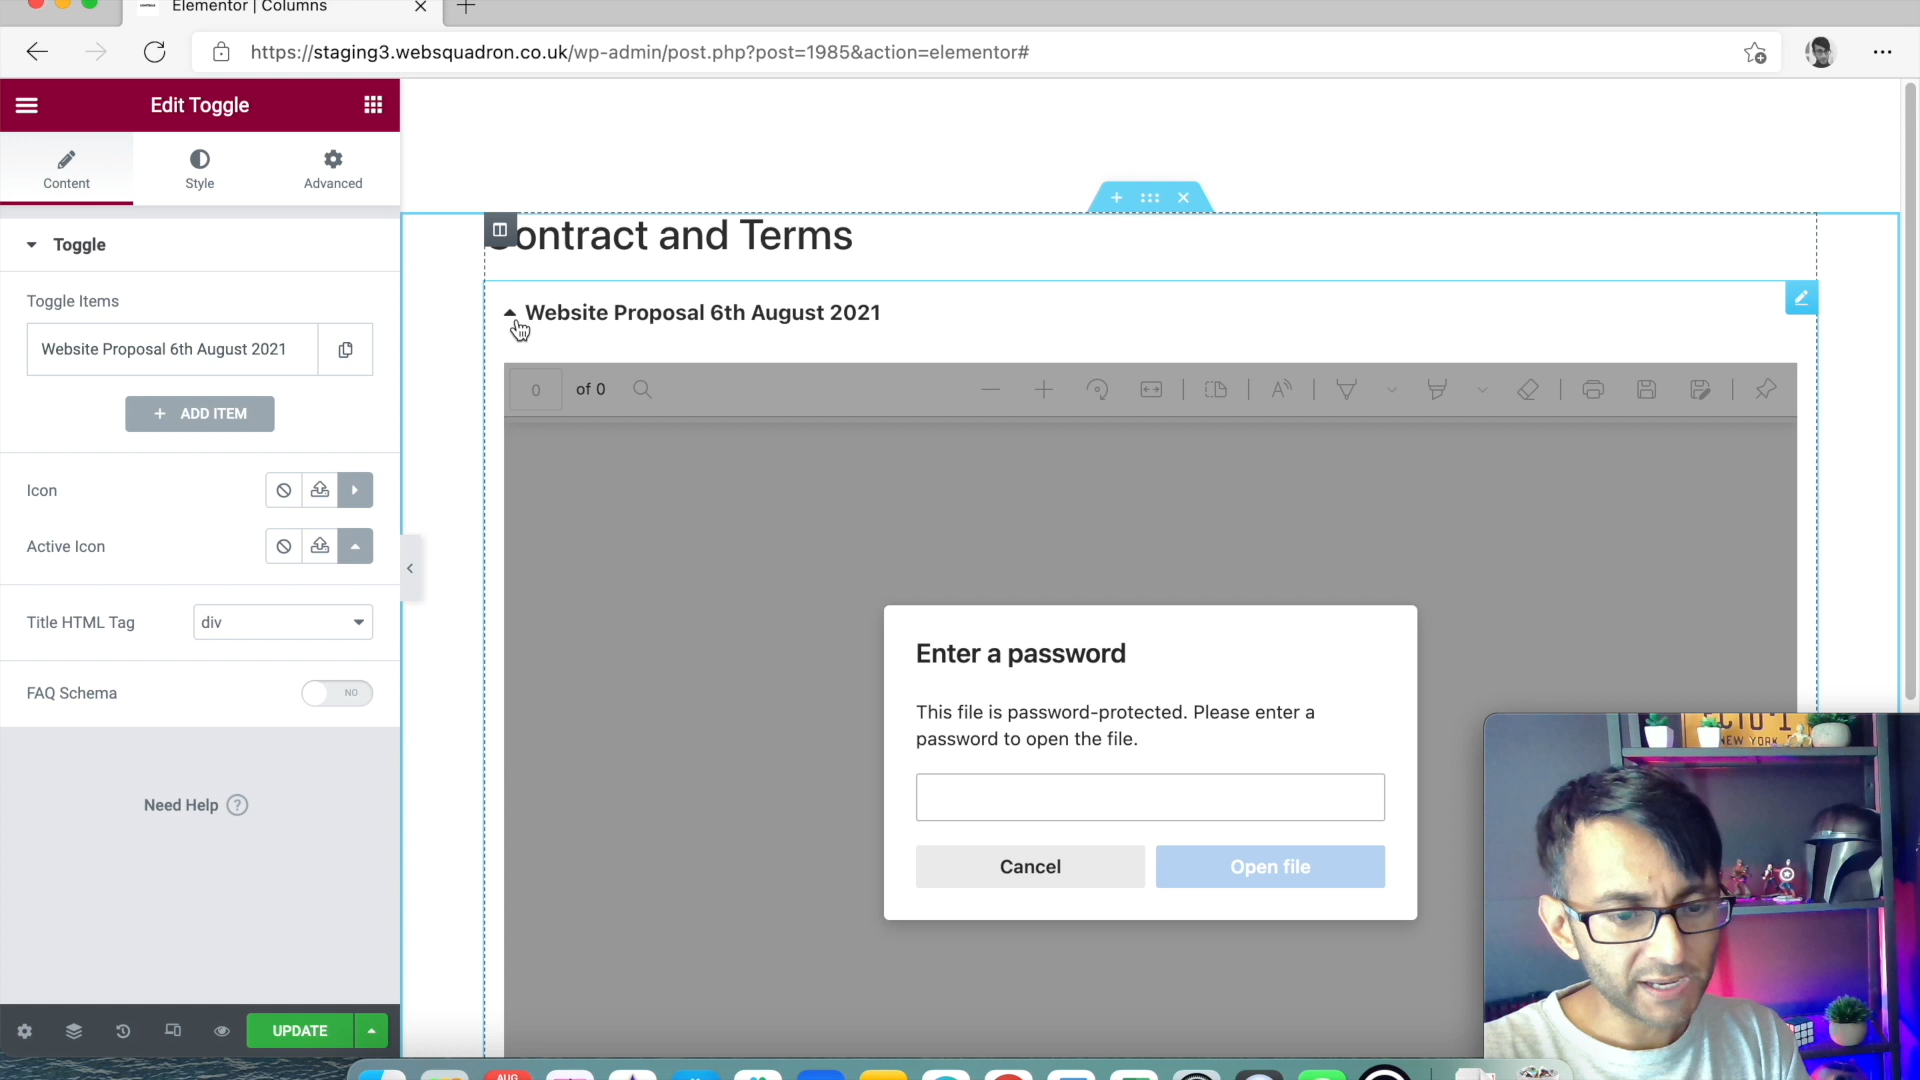 Elementor | Columns
https://staging3.websquadron.co.uk/wp-admin/post.php?post=1985&action=elementor#
Edit Toggle
Content
Style
Advanced
Toggle
Toggle Items
Website Proposal 6th August 2021
+ ADD ITEM
Icon
Active Icon
Title HTML Tag
div
FAQ Schema
NO
Need Help ?
UPDATE
ontract and Terms
Website Proposal 6th August 2021
0 of 0
Enter a password
This file is password-protected. Please enter a
password to open the file.
Cancel
Open file
NEW YORK
AUG